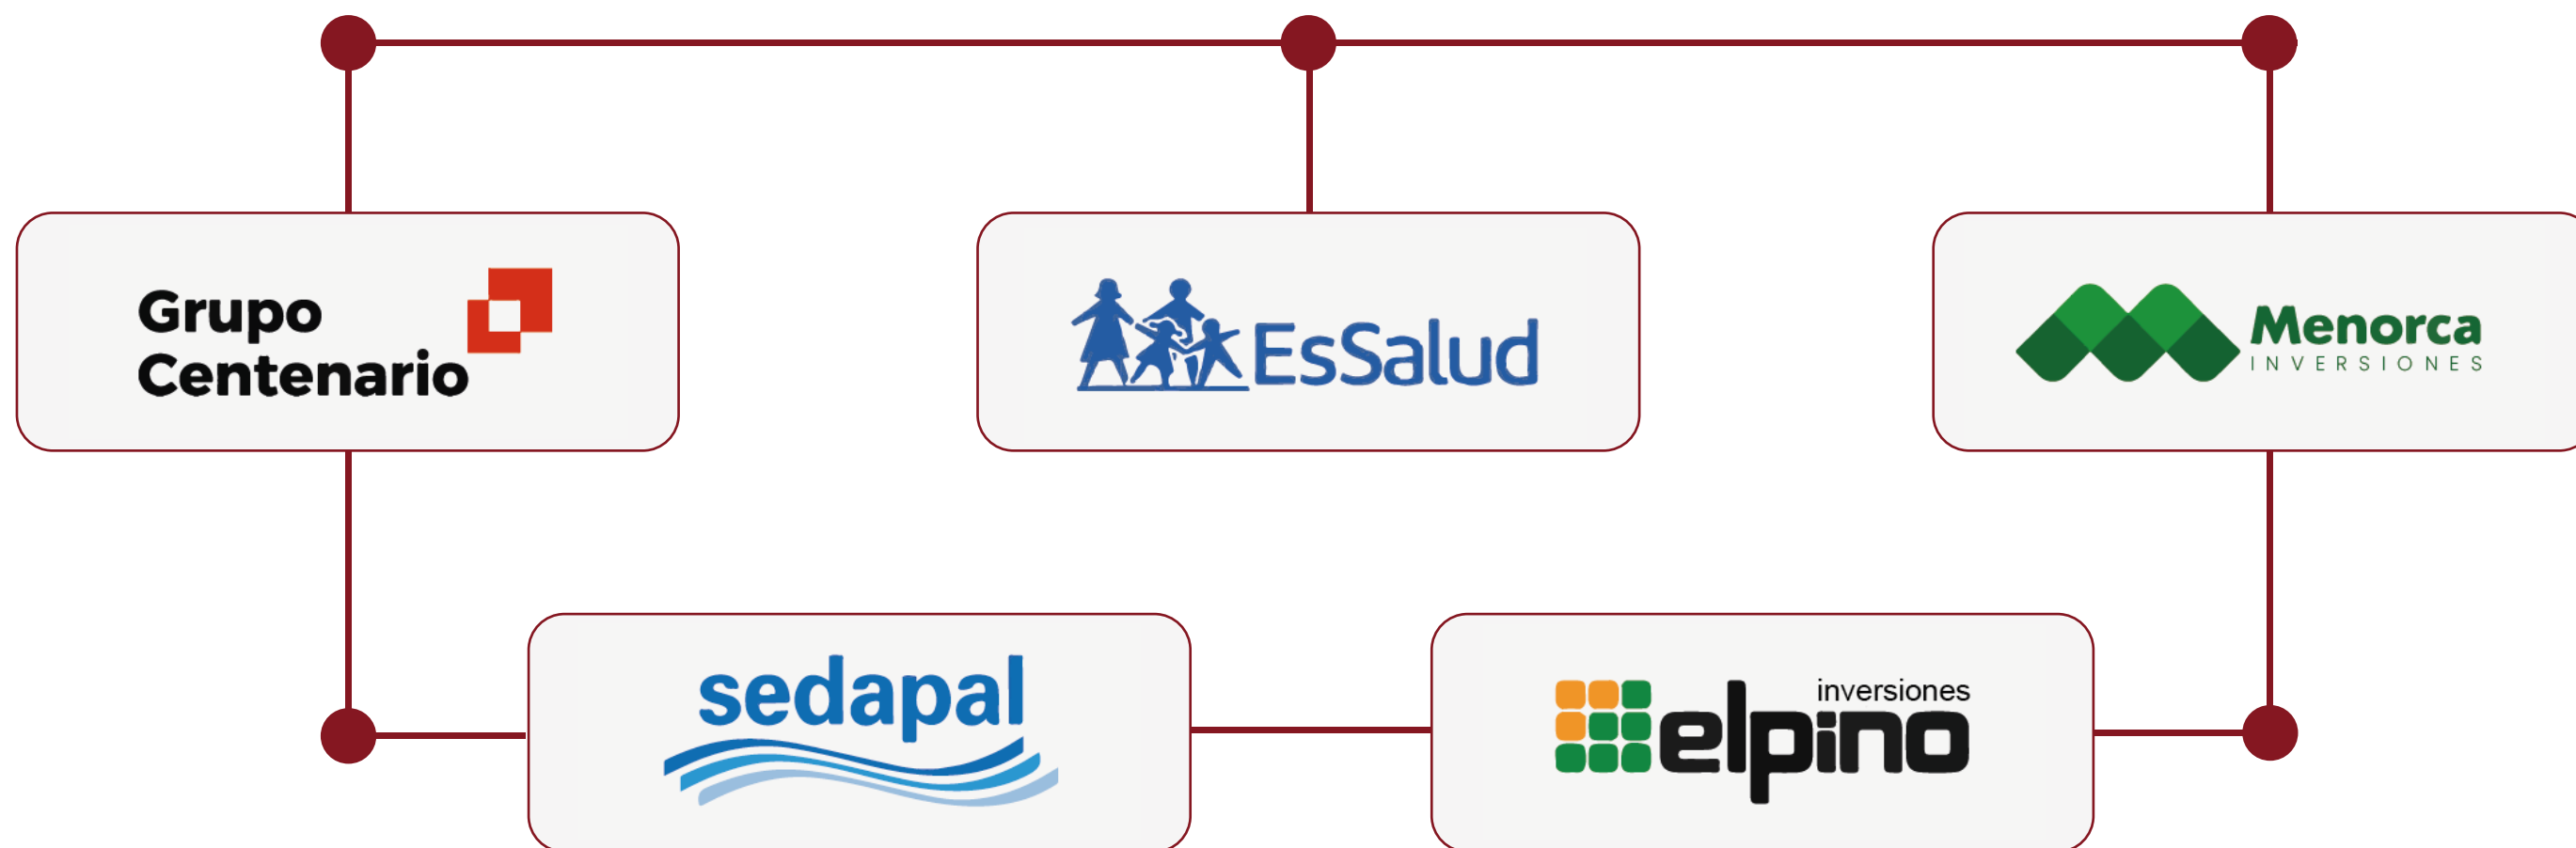 Grupo
Centenario
EsSalud
Menorca
INVERSIONES
sedapal
inversiones
elpino